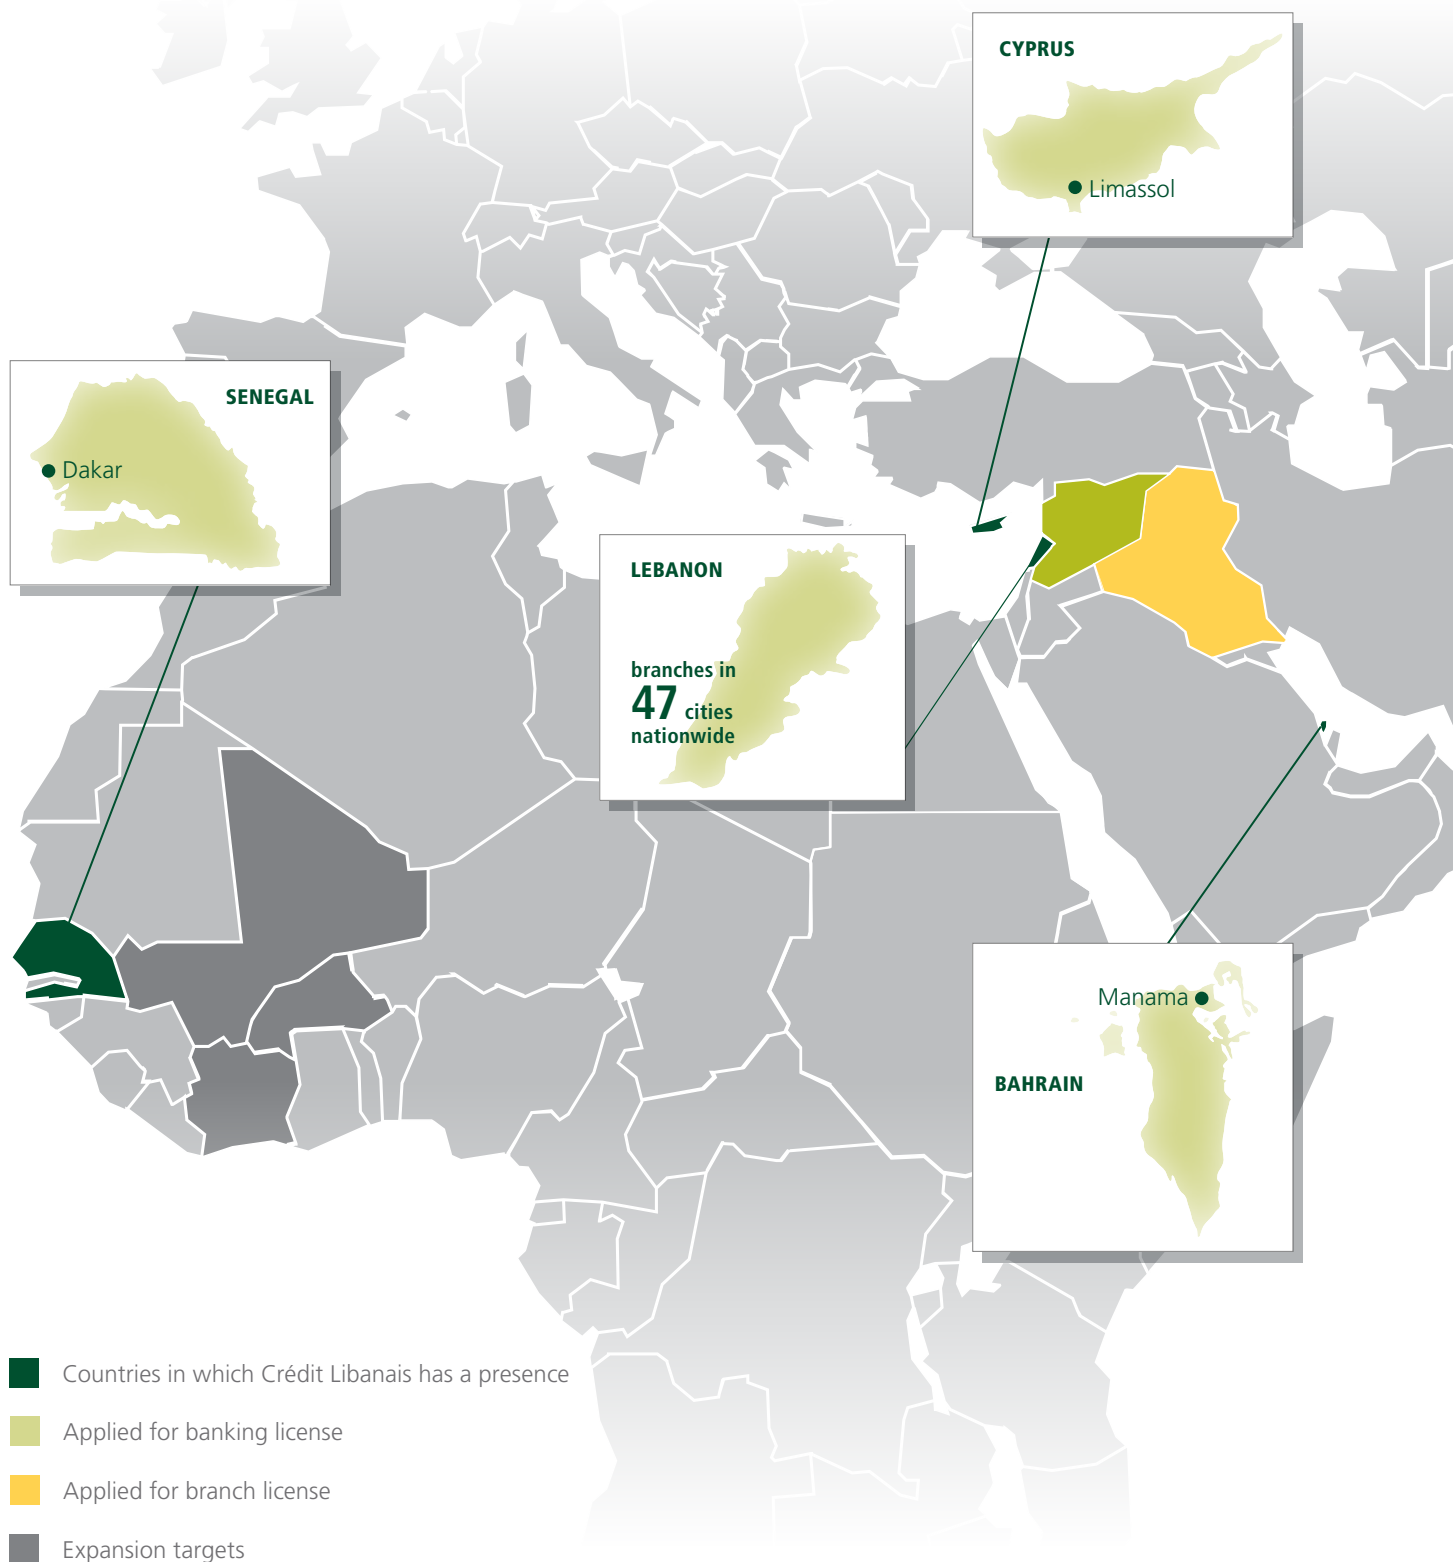 CYPRUS
Limassol
SENEGAL
Dakar
LEBANON
branches in
47 cities
nationwide
Manama
BAHRAIN
Countries in which Crédit Libanais has a presence
Applied for banking license
Applied for branch license
Expansion targets